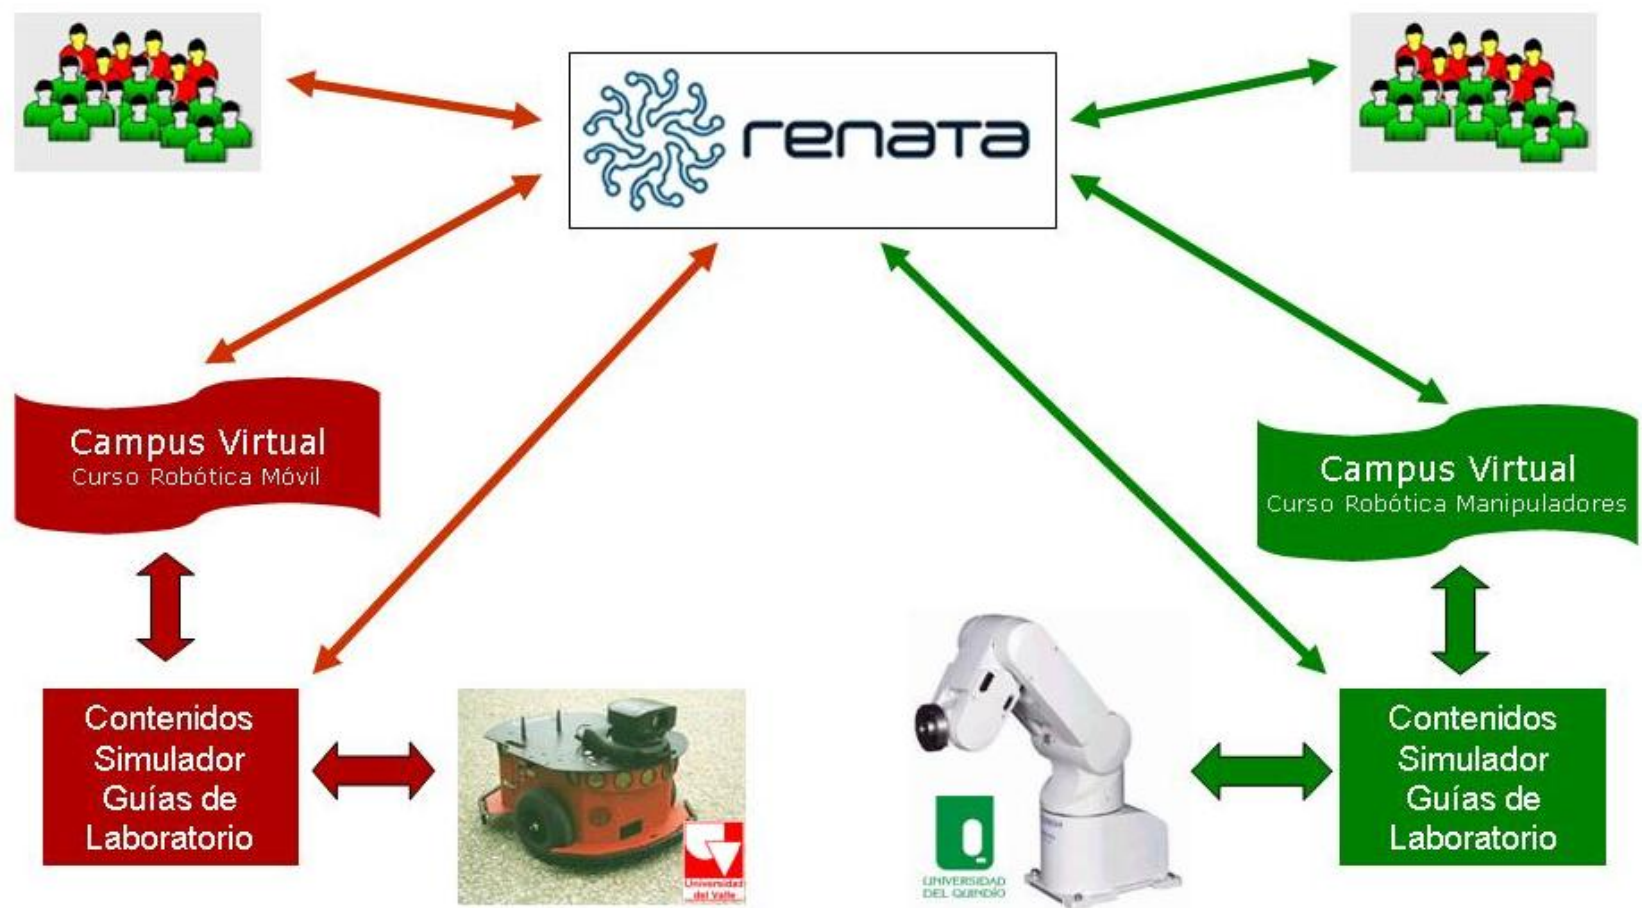 renata
Campus Virtual
Curso Robótica Móvil
Campus Virtual
Curso Robótica Manipuladores
Contenidos
Simulador
Guías de
Laboratorio
Universidad
del Valle
UNIVERSIDAD
DEL QUINDÍO
Contenidos
Simulador
Guías de
Laboratorio